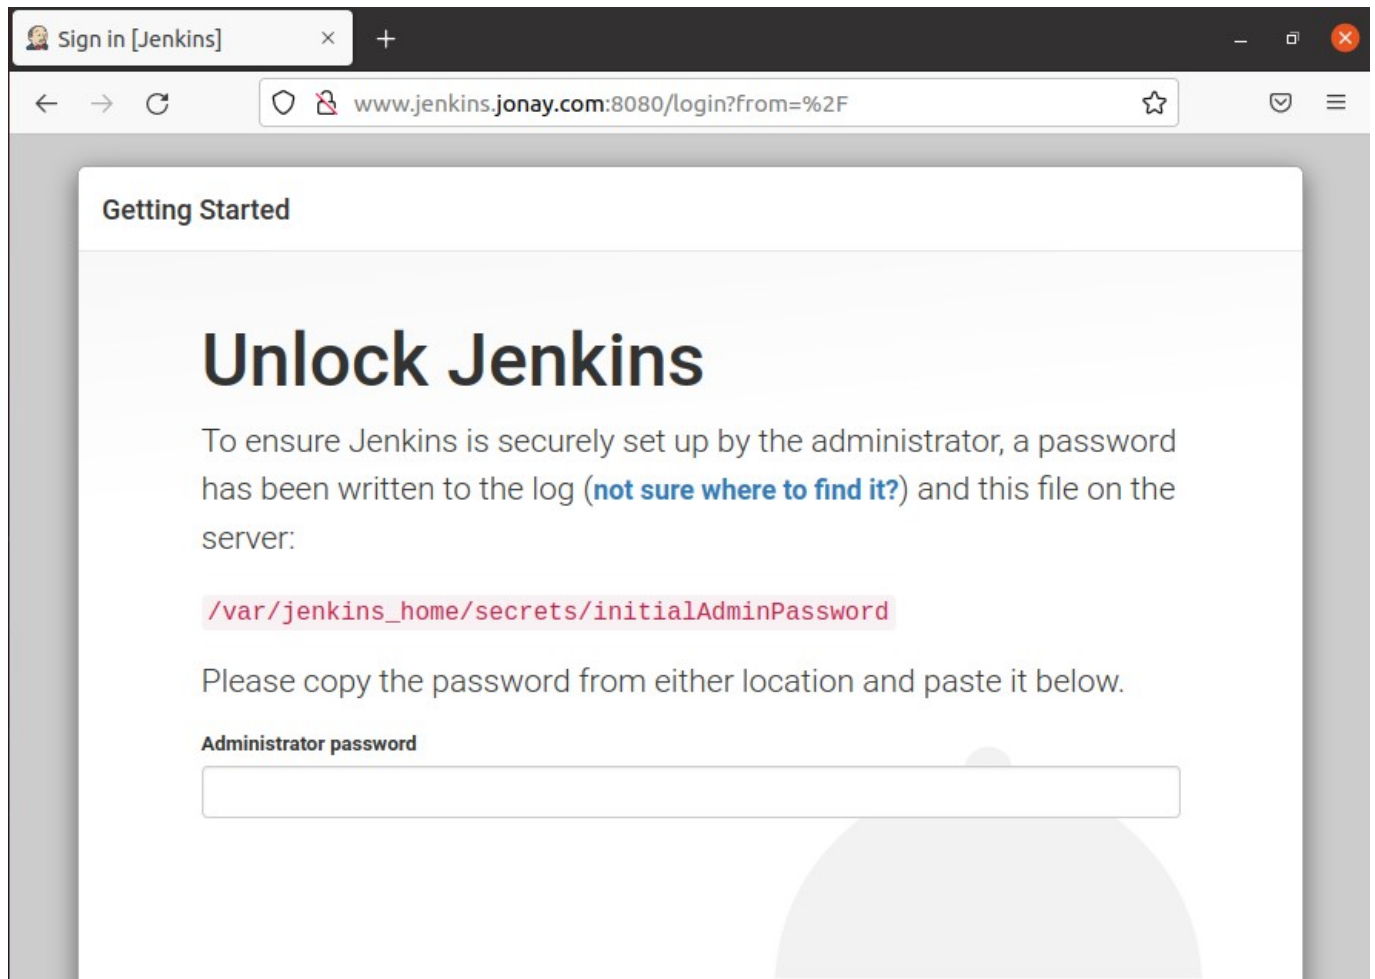 Sign in [Jenkins]
www.jenkins.jonay.com:8080/login?from=%2F
Getting Started
Unlock Jenkins
To ensure Jenkins is securely set up by the administrator, a password
has been written to the log (not sure where to find it?) and this file on the
server:
/var/jenkins_home/secrets/initialAdminPassword
Please copy the password from either location and paste it below.
Administrator password